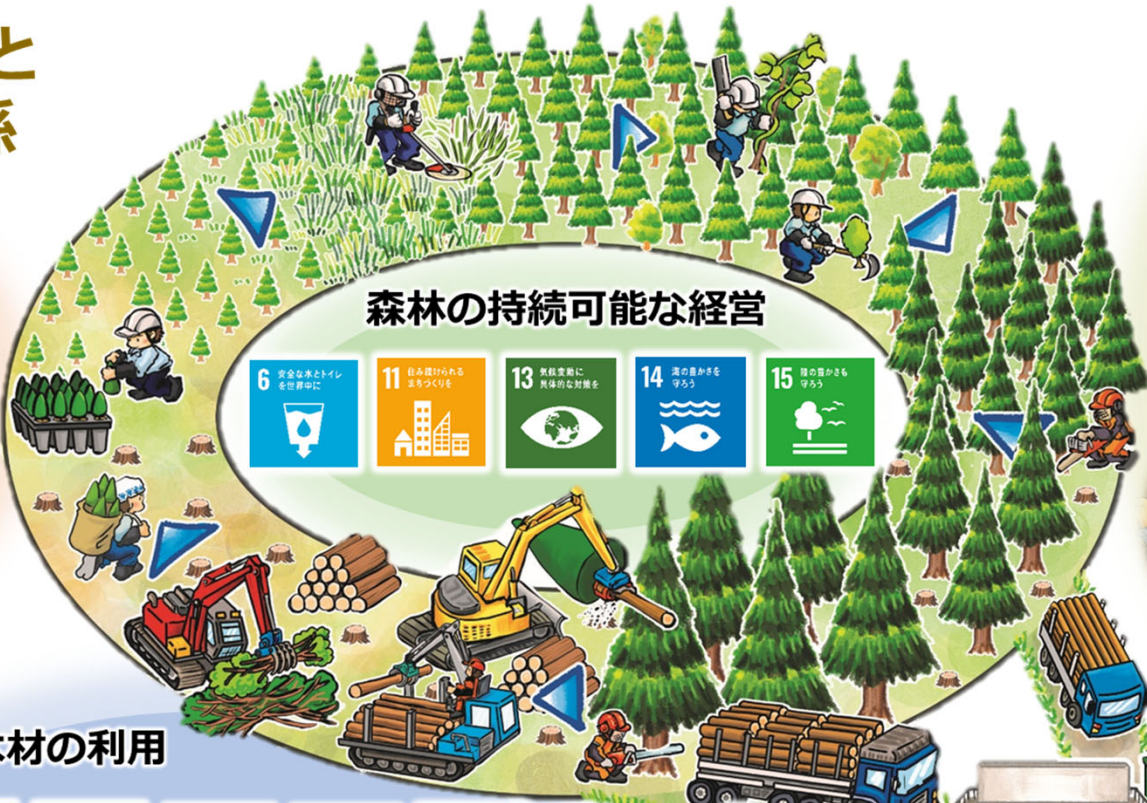 と
係
森林の持続可能な経営
6 安全な水とトイレ
を世界中に
11 住み続けられる
まちづくりを
13 気候変動に
具体的な対策を
14 海の豊かさを
守ろう
15 陸の豊かさも
守ろう
木材の利用